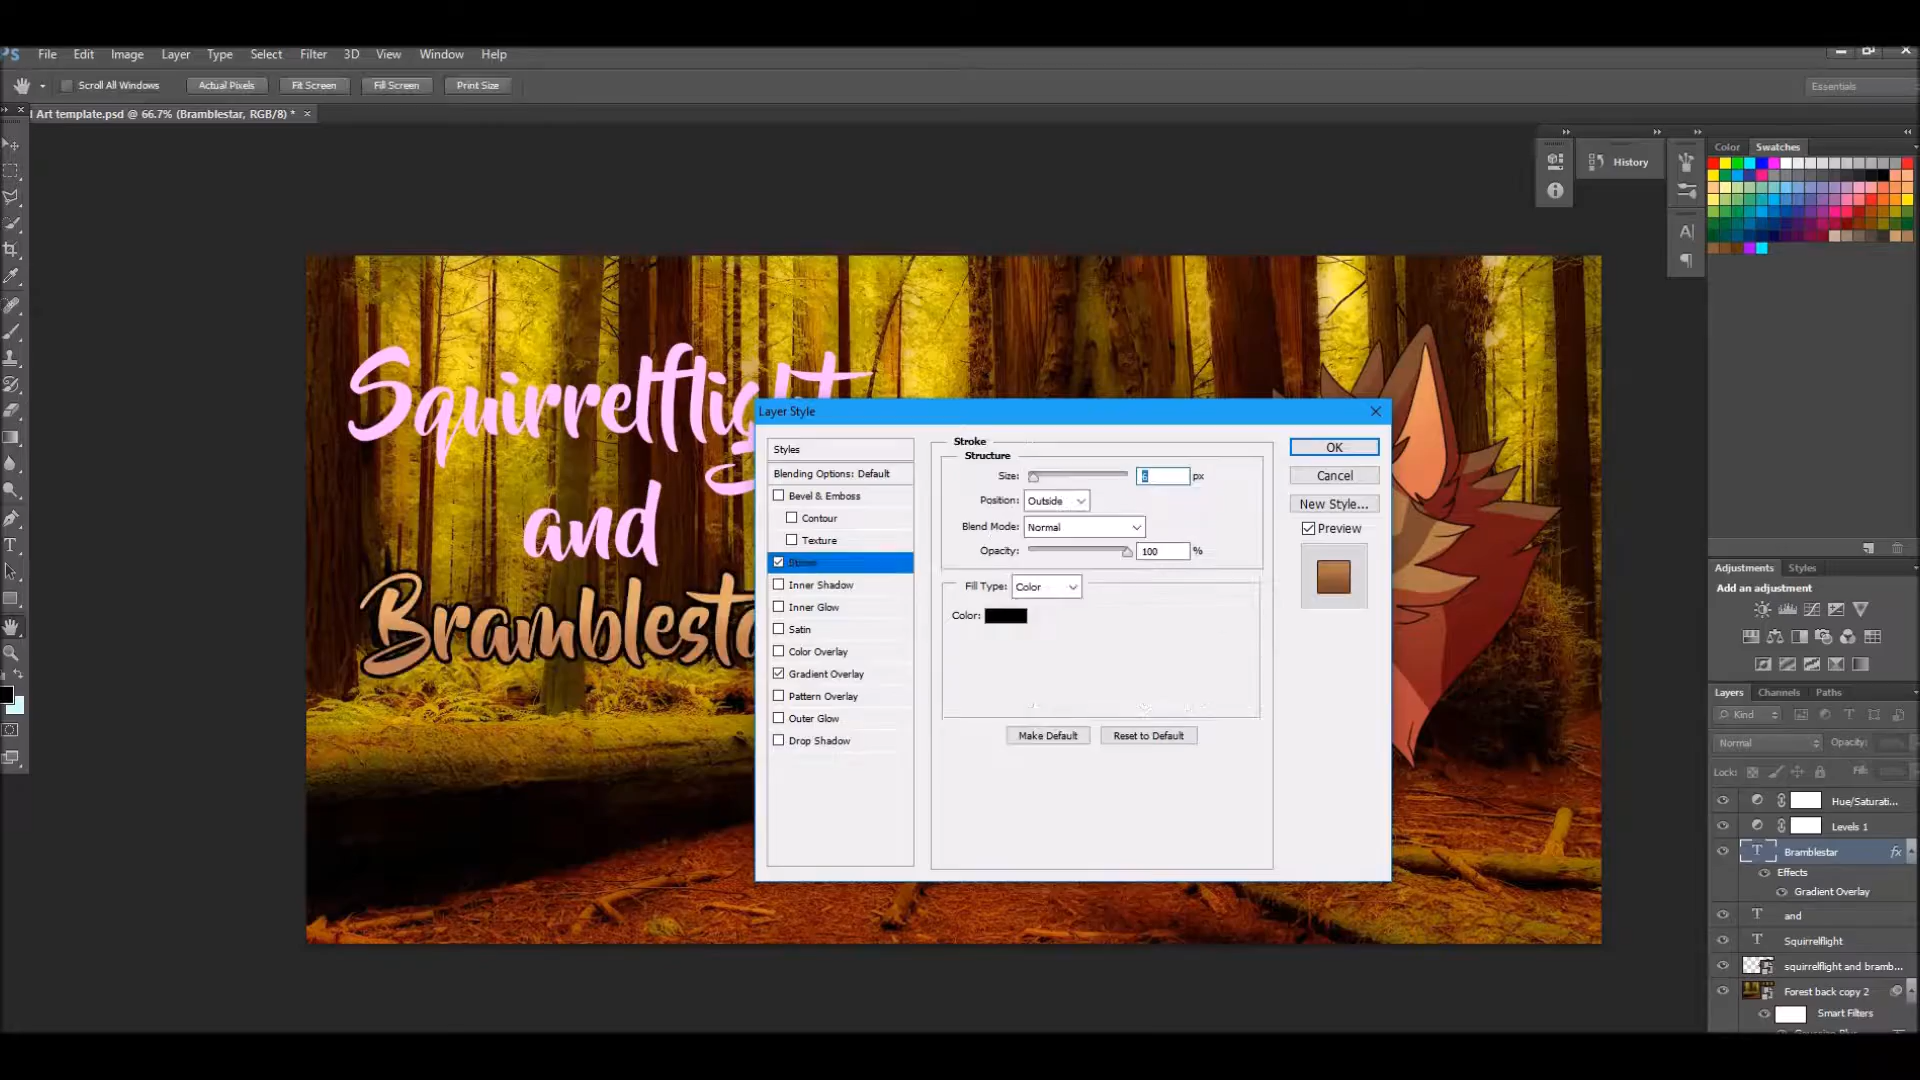 Ps File Edit Image Layer Type Select Filter 3D View Window Help
Scroll All Windows Actual Pixels Fit Screen Fill Screen Print Size Essentials
Art template.psd @ 66.7% (Bramblestar, RGB/8) * ×
Color Swatches
History
Squirrelflight
and
Layer Style
Styles
Blending Options: Default
Bevel & Emboss
Contour
Texture
Stroke
Inner Shadow
Inner Glow
Satin
Color Overlay
Gradient Overlay
Pattern Overlay
Outer Glow
Drop Shadow
Stroke
Structure
Size: 6 px
Position: Outside
Blend Mode: Normal
Opacity: 100 %
Fill Type: Color
Color:
Make Default Reset to Default
OK
Cancel
New Style...
Preview
Adjustments Styles
Add an adjustment
Layers Channels Paths
Kind
Normal Opacity:
Lock: Fill:
Hue/Saturati...
Levels 1
Bramblestar fx
Effects
Gradient Overlay
and
Squirrelflight
squirrelflight and bramb...
Forest back copy 2
Smart Filters